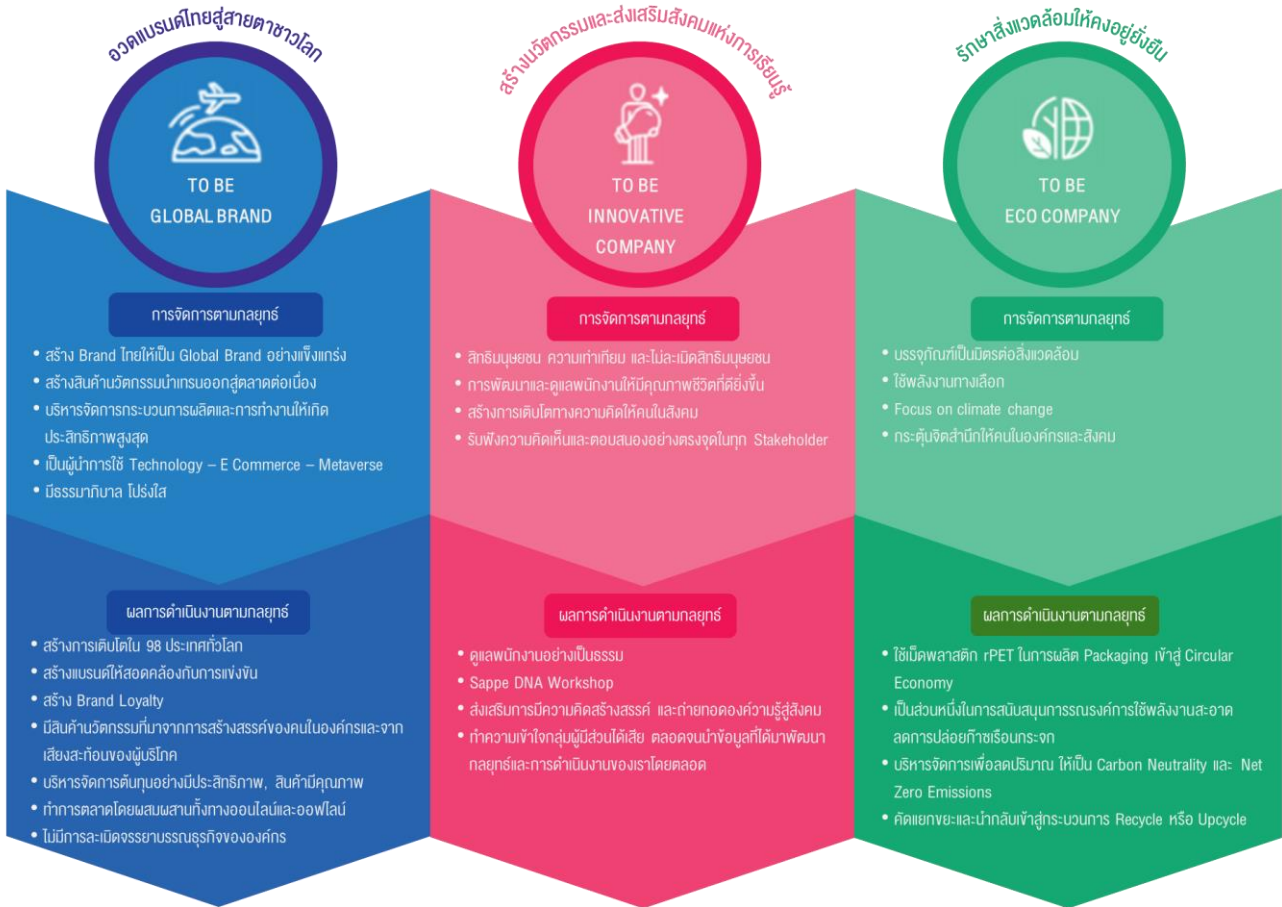 อวดแบรนด์ไทยสู่สายตาชาวโลก
TO BE
GLOBAL BRAND
การจัดการตามกลยุทธ์
• สร้าง Brand ไทยให้เป็น Global Brand อย่างแข็งแกร่ง
• สร้างสินค้านวัตกรรมนำเทรนออกสู่ตลาดต่อเนื่อง
• บริหารจัดการกระบวนการผลิตและการทำงานให้เกิด
ประสิทธิภาพสูงสุด
• เป็นผู้นำการใช้ Technology – E Commerce – Metaverse
• มีธรรมาภิบาล โปร่งใส
ผลการดำเนินงานตามกลยุทธ์
• สร้างการเติบโตใน 98 ประเทศทั่วโลก
• สร้างแบรนด์ให้สอดคล้องกับการแข่งขัน
• สร้าง Brand Loyalty
• มีสินค้านวัตกรรมที่มาจากการสร้างสรรค์ของคนในองค์กรและจาก
เสียงสะท้อนของผู้บริโภค
• บริหารจัดการต้นทุนอย่างมีประสิทธิภาพ, สินค้ามีคุณภาพ
• ทำการตลาดโดยผสมผสานทั้งทางออนไลน์และออฟไลน์
• ไม่มีการละเมิดจรรยาบรรณธุรกิจขององค์กร
สร้างนวัตกรรมและส่งเสริมสังคมแห่งการเรียนรู้
TO BE
INNOVATIVE
COMPANY
การจัดการตามกลยุทธ์
• สิทธิมนุษยชน ความเท่าเทียม และไม่ละเมิดสิทธิมนุษยชน
• การพัฒนาและดูแลพนักงานให้มีคุณภาพชีวิตที่ดียิ่งขึ้น
• สร้างการเติบโตทางความคิดให้คนในสังคม
• รับฟังความคิดเห็นและตอบสนองอย่างตรงจุดในทุก Stakeholder
ผลการดำเนินงานตามกลยุทธ์
• ดูแลพนักงานอย่างเป็นธรรม
• Sappe DNA Workshop
• ส่งเสริมการมีความคิดสร้างสรรค์ และถ่ายทอดองค์ความรู้สู่สังคม
• ทำความเข้าใจกลุ่มผู้มีส่วนได้เสีย ตลอดจนนำข้อมูลที่ได้มาพัฒนา
กลยุทธ์และการดำเนินงานของเราโดยตลอด
รักษาสิ่งแวดล้อมให้คงอยู่ยั่งยืน
TO BE
ECO COMPANY
การจัดการตามกลยุทธ์
• บรรจุภัณฑ์เป็นมิตรต่อสิ่งแวดล้อม
• ใช้พลังงานทางเลือก
• Focus on climate change
• กระตุ้นจิตสำนึกให้คนในองค์กรและสังคม
ผลการดำเนินงานตามกลยุทธ์
• ใช้เม็ดพลาสติก rPET ในการผลิต Packaging เข้าสู่ Circular
Economy
• เป็นส่วนหนึ่งในการสนับสนุนการรณรงค์การใช้พลังงานสะอาด
ลดการปล่อยก๊าซเรือนกระจก
• บริหารจัดการเพื่อลดปริมาณ ให้เป็น Carbon Neutrality และ Net
Zero Emissions
• คัดแยกขยะและนำกลับเข้าสู่กระบวนการ Recycle หรือ Upcycle